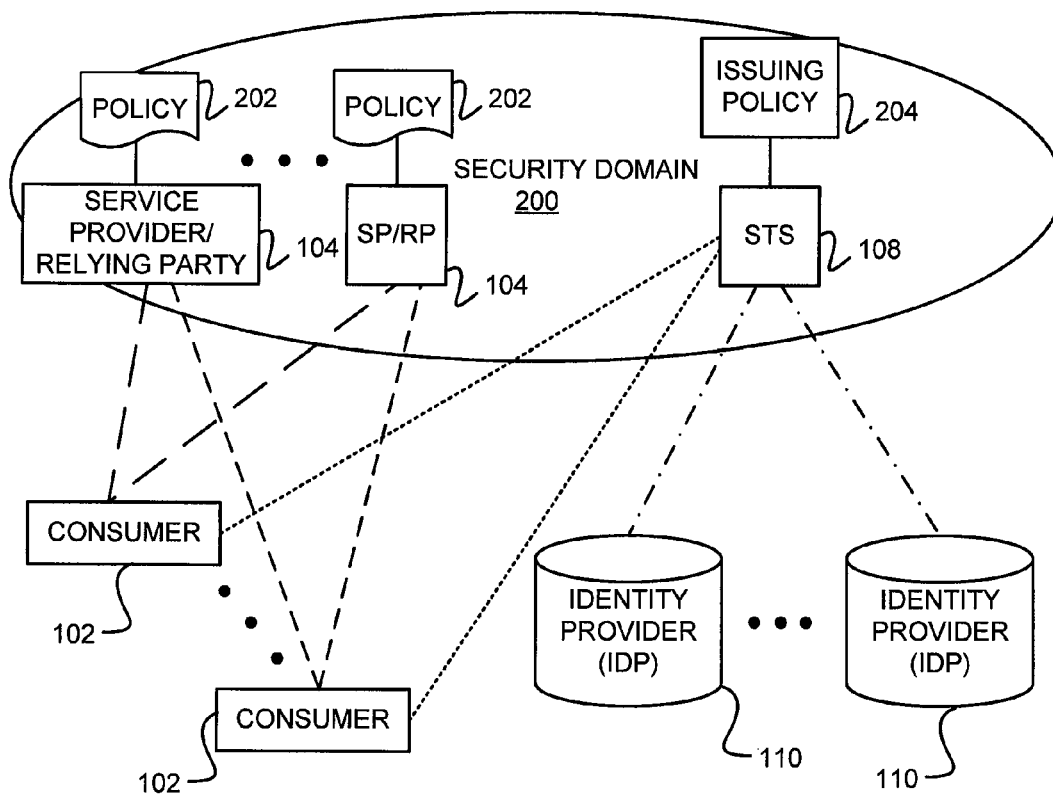 POLICY
202
POLICY
202
ISSUING
POLICY
204
SECURITY DOMAIN
200
SERVICE
PROVIDER/
RELYING PARTY
104
SP/RP
104
STS
108
CONSUMER
102
CONSUMER
102
IDENTITY
PROVIDER
(IDP)
110
IDENTITY
PROVIDER
(IDP)
110